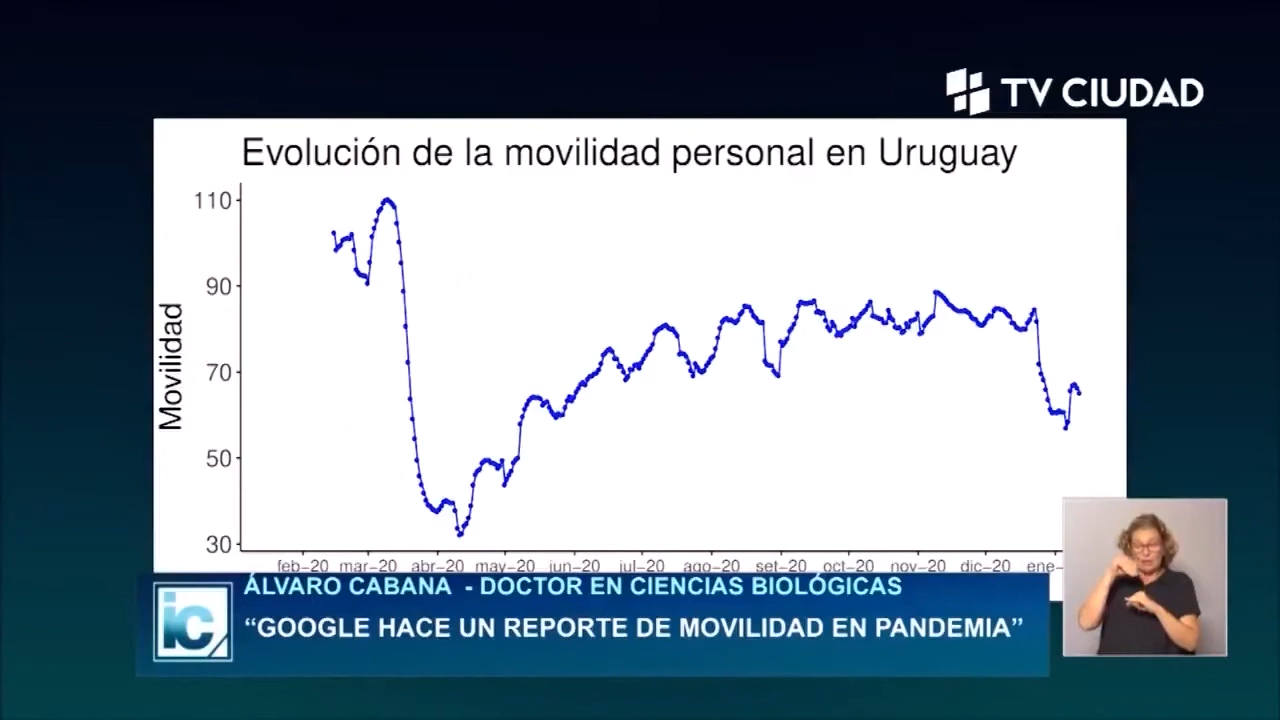 TV CIUDAD
Evolución de la movilidad personal en Uruguay
110
90
70
50
30
Movilidad
feb–20 mar–20 abr–20 may–20 jun–20 jul–20 ago–20 set–20 oct–20 nov–20 dic–20 ene–
ic
ÁLVARO CABANA - DOCTOR EN CIENCIAS BIOLÓGICAS
“GOOGLE HACE UN REPORTE DE MOVILIDAD EN PANDEMIA”